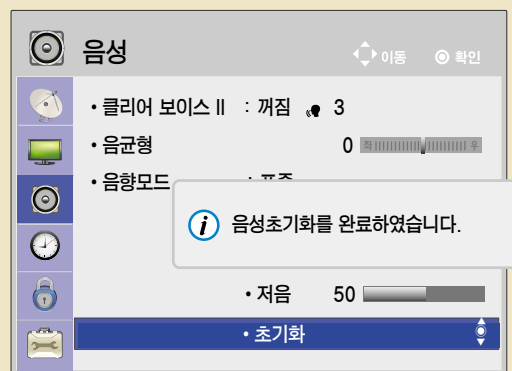 음성 이동 확인
• 클리어 보이스 II : 꺼짐 3
• 음균형 0 좌 우
• 음향모드 : 표준
음성초기화를 완료하였습니다.
• 저음 50
• 초기화